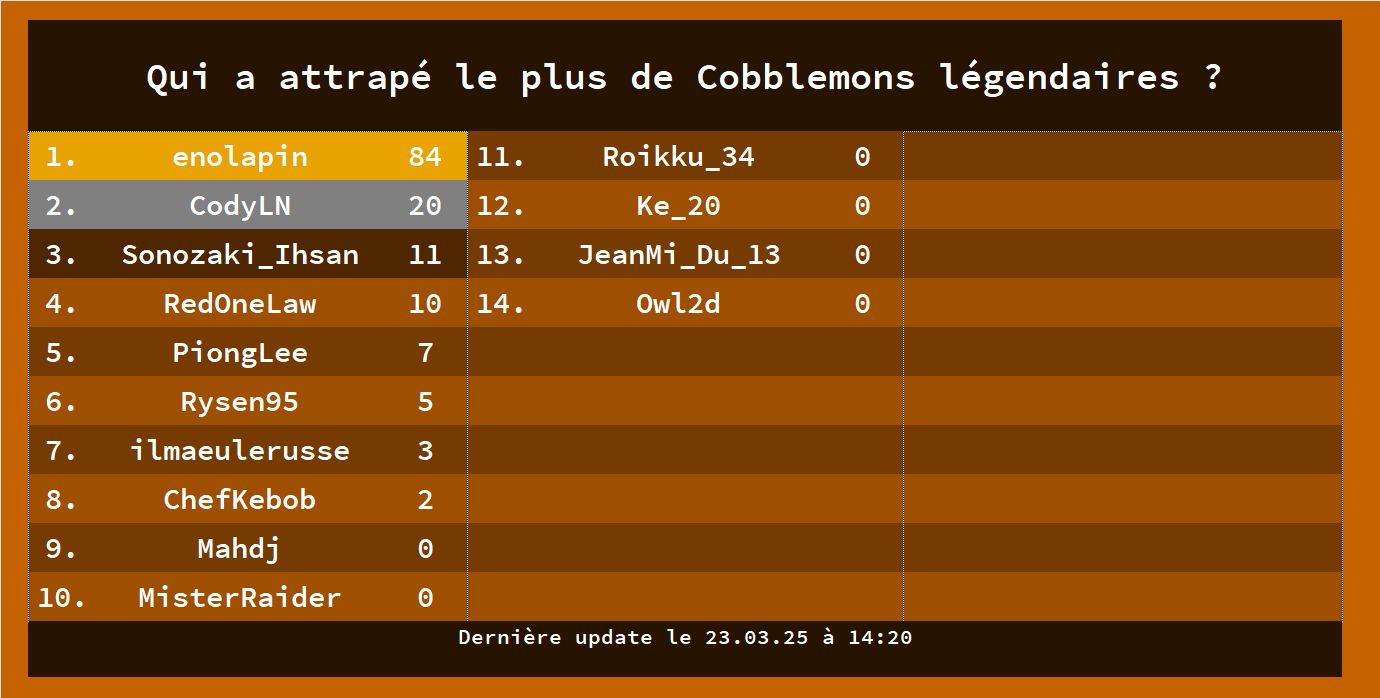 Qui a attrapé le plus de Cobblemons légendaires ?
1. enolapin 84
2. CodyLN 20
3. Sonozaki_Ihsan 11
4. RedOneLaw 10
5. PiongLee 7
6. Rysen95 5
7. ilmaeulerusse 3
8. ChefKebob 2
9. Mahdj 0
10. MisterRaider 0
11. Roikku_34 0
12. Ke_20 0
13. JeanMi_Du_13 0
14. Owl2d 0
Dernière update le 23.03.25 à 14:20